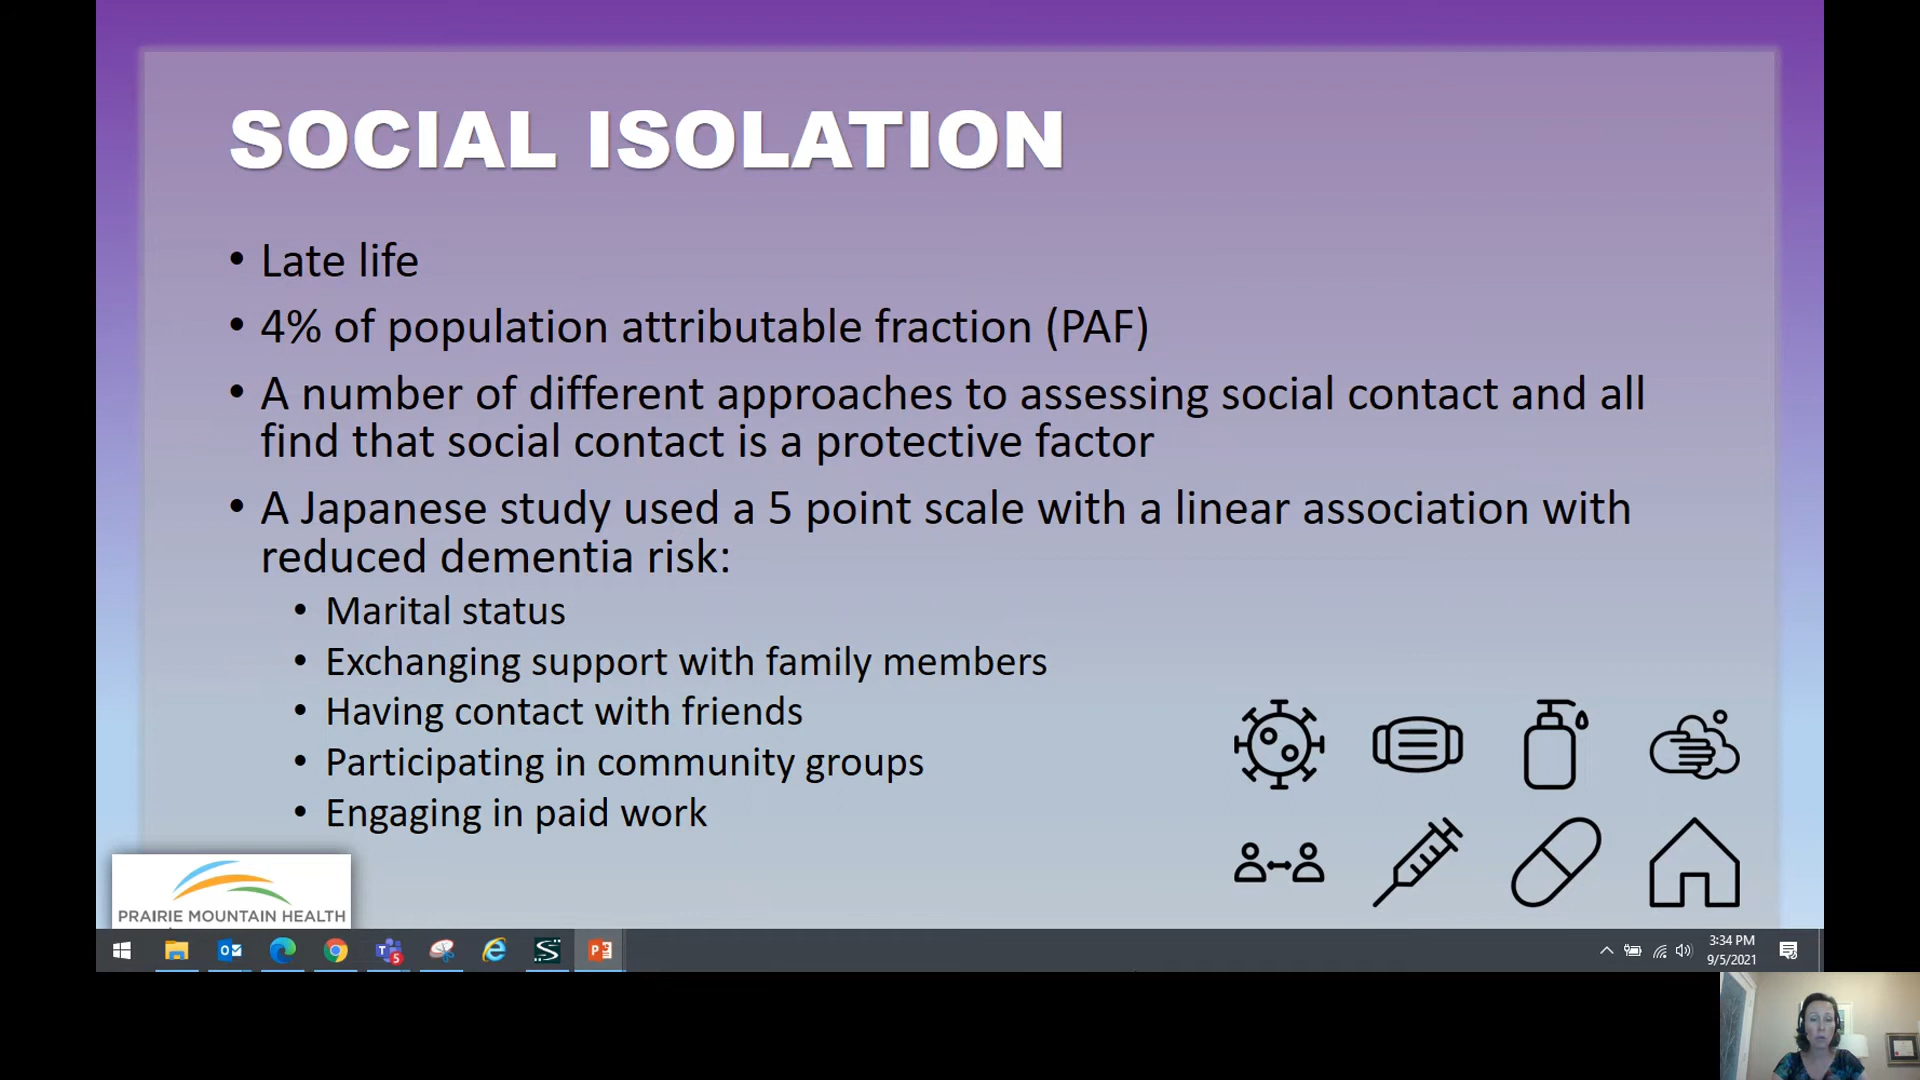 SOCIAL ISOLATION
• Late life
• 4% of population attributable fraction (PAF)
• A number of different approaches to assessing social contact and all
find that social contact is a protective factor
• A Japanese study used a 5 point scale with a linear association with
reduced dementia risk:
• Marital status
• Exchanging support with family members
• Having contact with friends
• Participating in community groups
• Engaging in paid work
PRAIRIE MOUNTAIN HEALTH
5
3:34 PM
9/5/2021